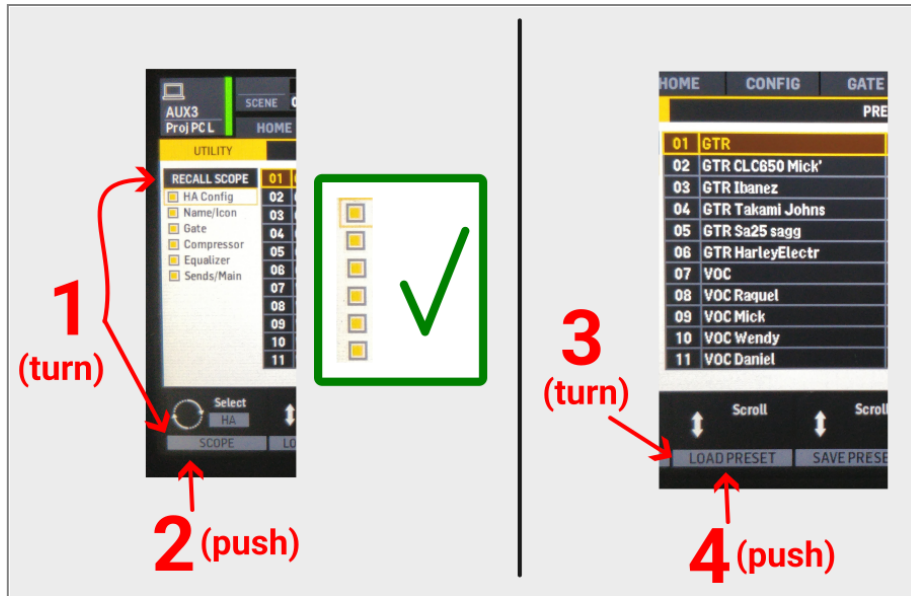 AUX3
Proj PC L
SCENE
HOME
UTILITY
RECALL SCOPE
HA Config
Name/Icon
Gate
Compressor
Equalizer
Sends/Main
01
02
03
04
05
06
07
08
09
10
11
Select
HA
SCOPE
LO
1
(turn)
2 (push)
HOME CONFIG GATE
PRE
01 GTR
02 GTR CLC650 Mick'
03 GTR Ibanez
04 GTR Takami Johns
05 GTR Sa25 sagg
06 GTR HarleyElectr
07 VOC
08 VOC Raquel
09 VOC Mick
10 VOC Wendy
11 VOC Daniel
Scroll Scroll
LOAD PRESET SAVE PRESE
3
(turn)
4 (push)